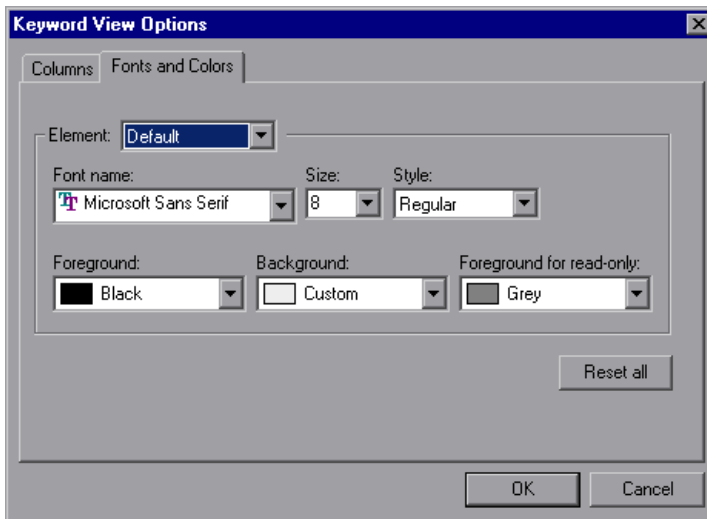 Keyword View Options
Columns Fonts and Colors
Element: Default
Font name: Size: Style:
Microsoft Sans Serif 8 Regular
Foreground: Background: Foreground for read-only:
Black Custom Grey
Reset all
OK Cancel